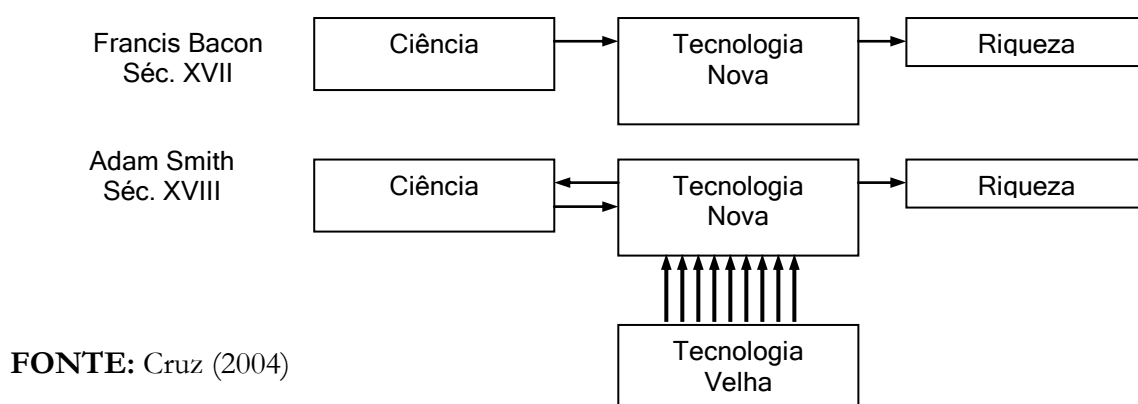 Francis Bacon
Séc. XVII
Ciência
Tecnologia
Nova
Riqueza
Adam Smith
Séc. XVIII
Ciência
Tecnologia
Nova
Riqueza
Tecnologia
Velha
FONTE: Cruz (2004)